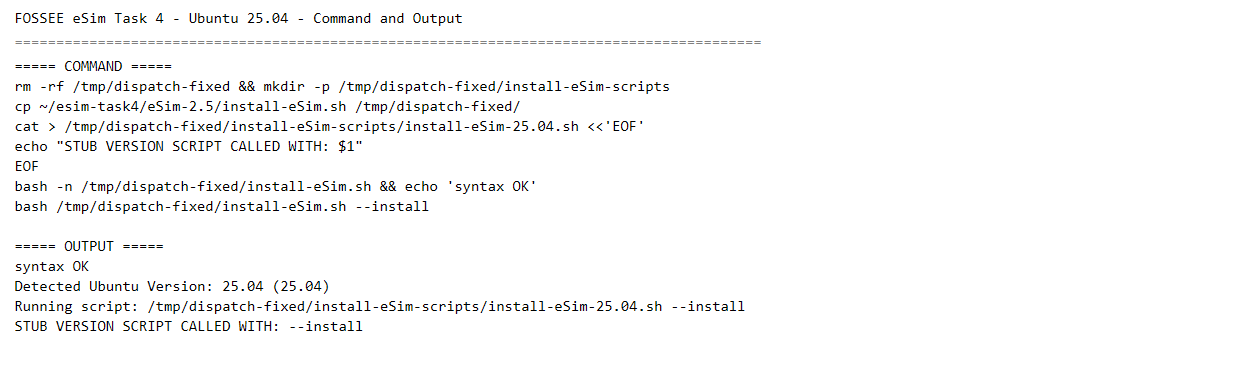 FOSSEE eSim Task 4 - Ubuntu 25.04 - Command and Output
==========================================================================================
===== COMMAND =====
rm -rf /tmp/dispatch-fixed && mkdir -p /tmp/dispatch-fixed/install-eSim-scripts
cp ~/esim-task4/eSim-2.5/install-eSim.sh /tmp/dispatch-fixed/
cat > /tmp/dispatch-fixed/install-eSim-scripts/install-eSim-25.04.sh <<'EOF'
echo "STUB VERSION SCRIPT CALLED WITH: $1"
EOF
bash -n /tmp/dispatch-fixed/install-eSim.sh && echo 'syntax OK'
bash /tmp/dispatch-fixed/install-eSim.sh --install
===== OUTPUT =====
syntax OK
Detected Ubuntu Version: 25.04 (25.04)
Running script: /tmp/dispatch-fixed/install-eSim-scripts/install-eSim-25.04.sh --install
STUB VERSION SCRIPT CALLED WITH: --install